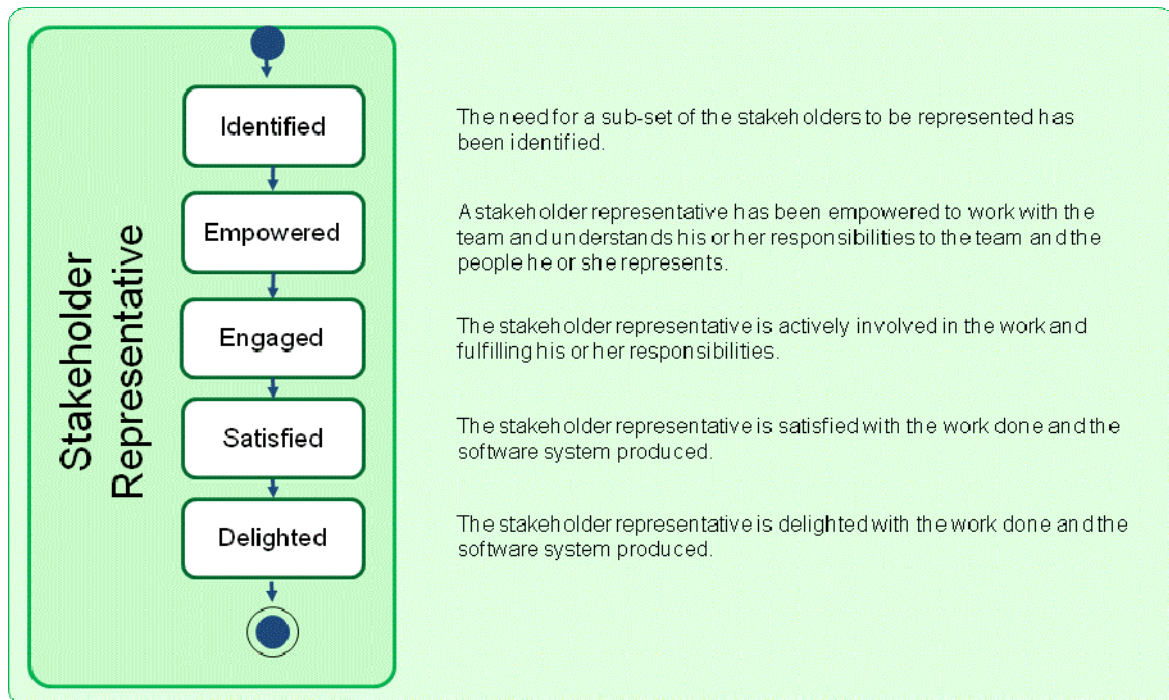 Stakeholder
Representative
Identified
The need for a sub-set of the stakeholders to be represented has
been identified.
Empowered
A stakeholder representative has been empowered to work with the
team and understands his or her responsibilities to the team and the
people he or she represents.
Engaged
The stakeholder representative is actively involved in the work and
fulfilling his or her responsibilities.
Satisfied
The stakeholder representative is satisfied with the work done and the
software system produced.
Delighted
The stakeholder representative is delighted with the work done and the
software system produced.